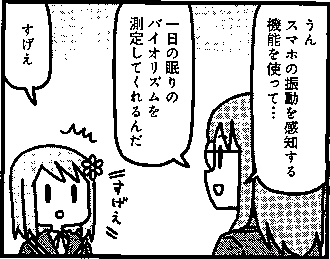 うん
スマホの振動を感知する
機能を使って…
一日の眠りの
バイオリズムを
測定してくれるんだ
すげぇ
すげぇ